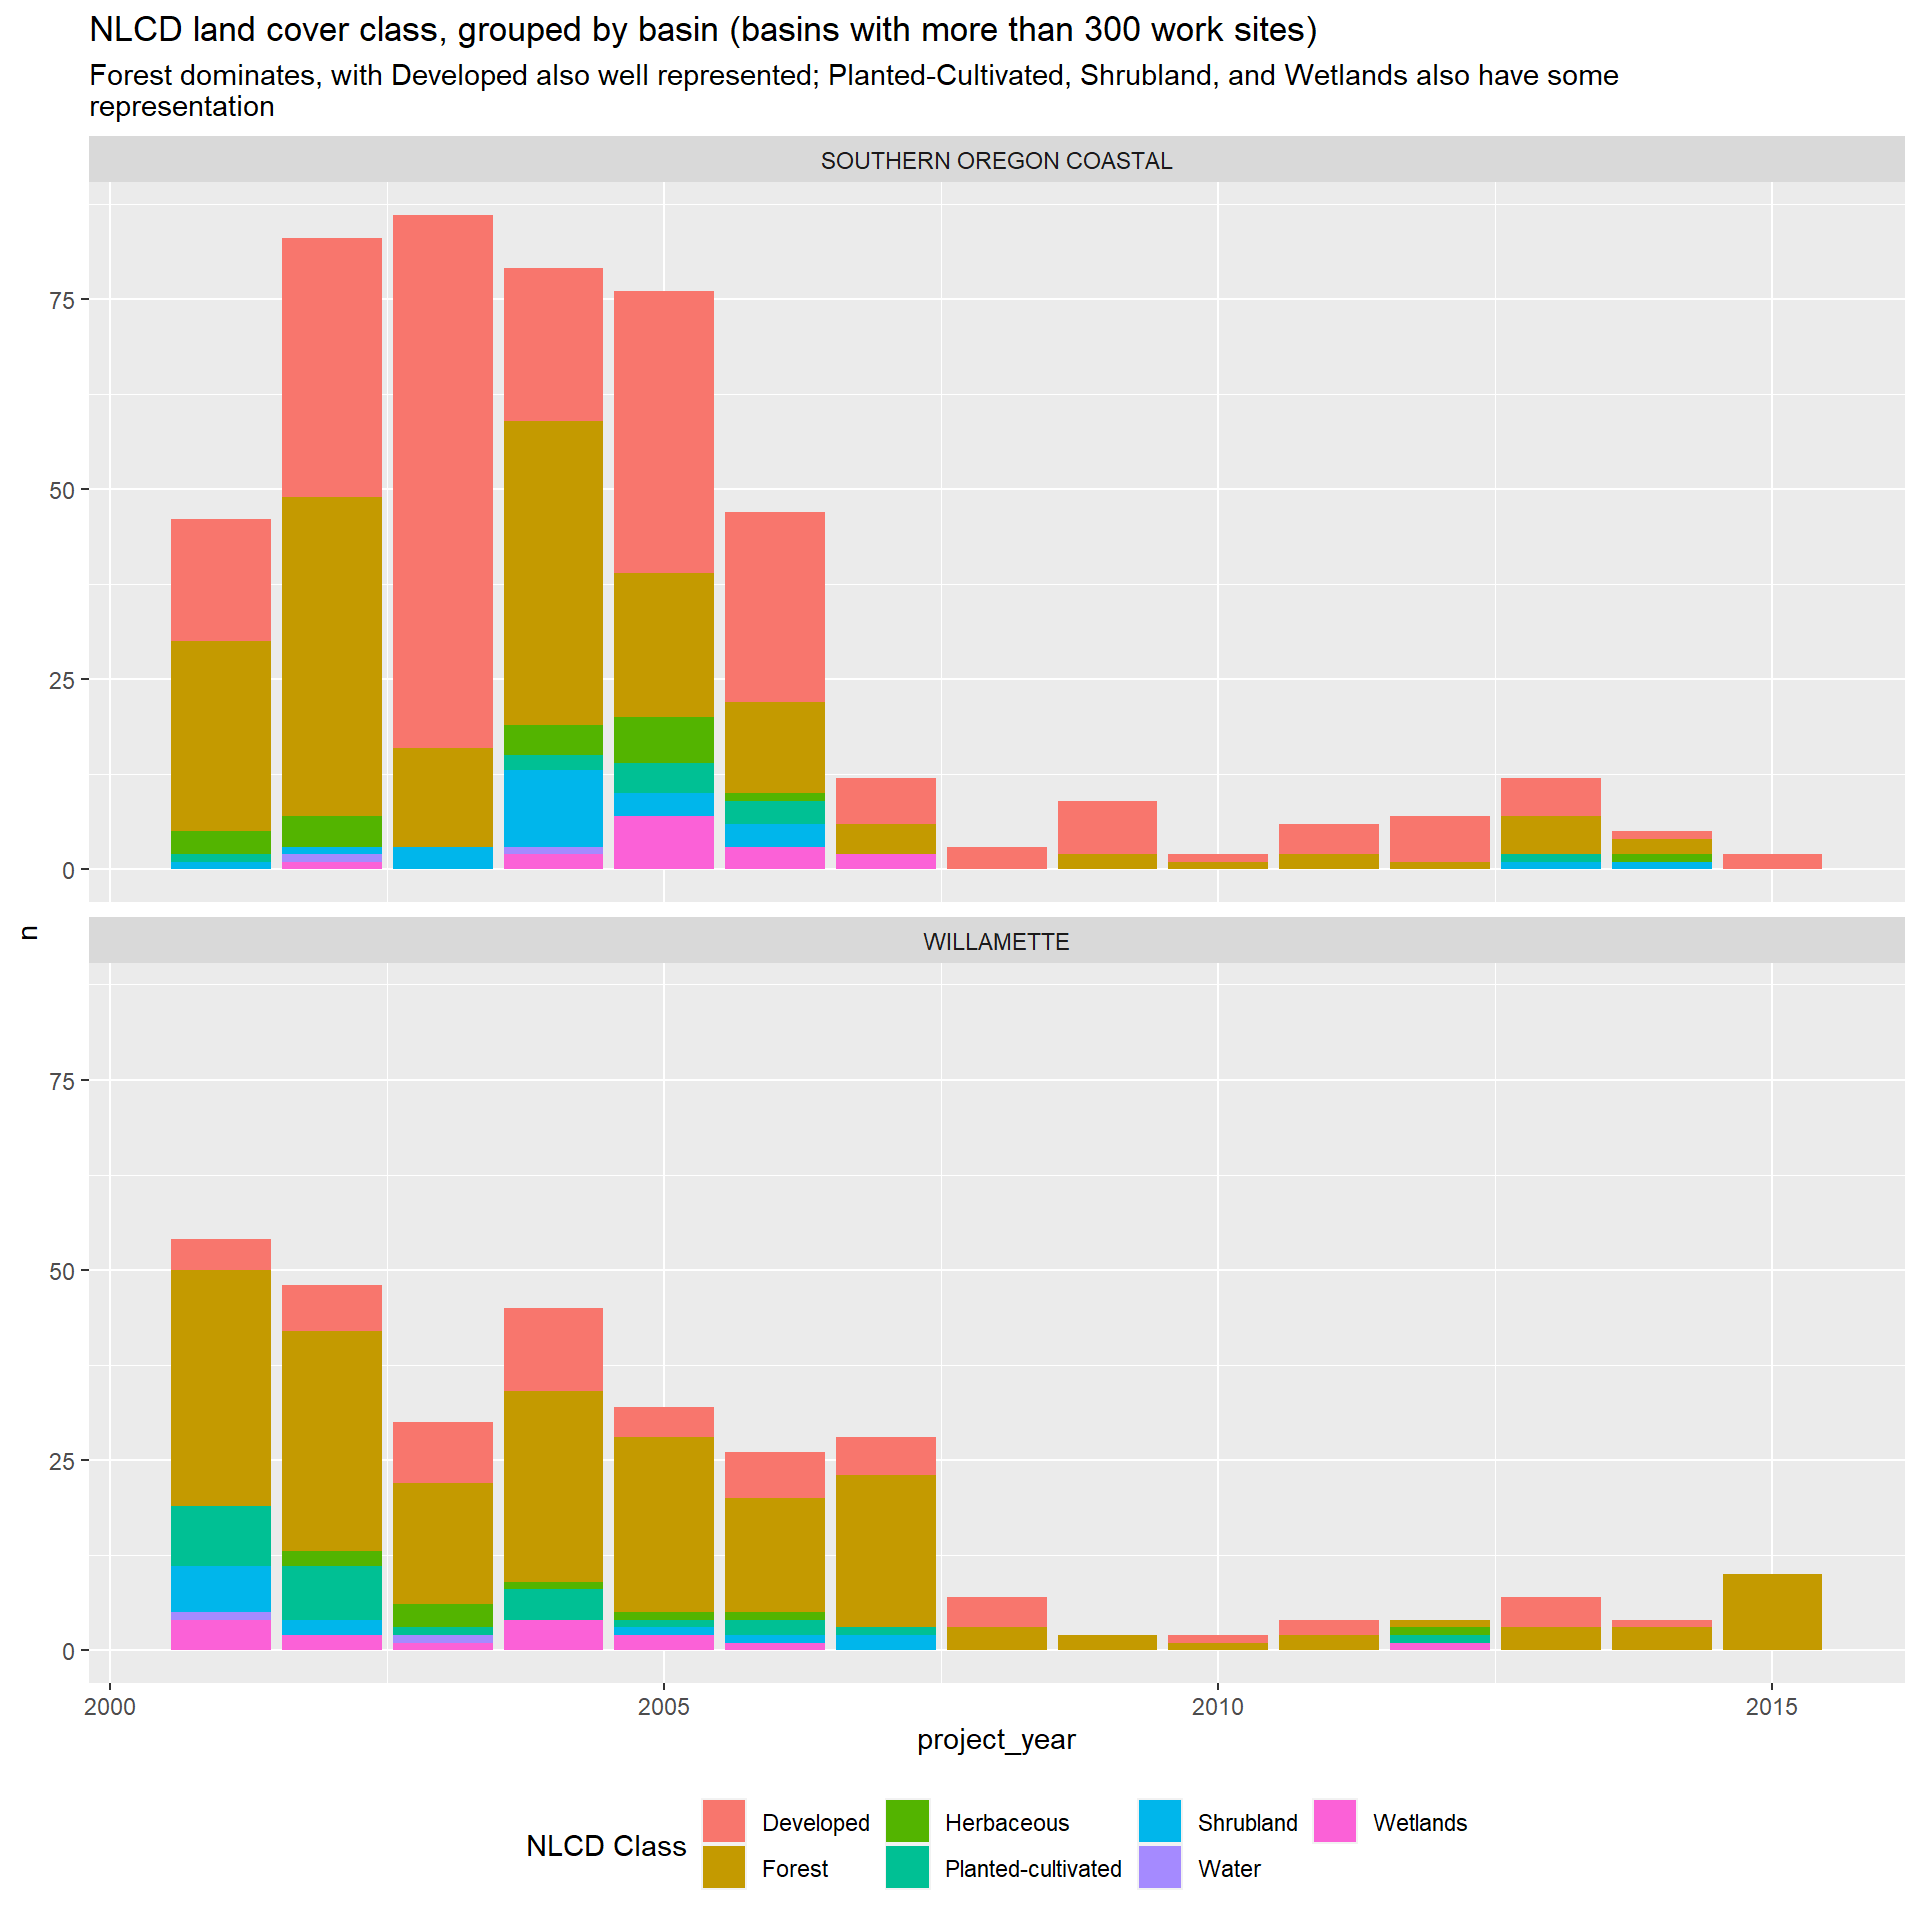 NLCD land cover class, grouped by basin (basins with more than 300 work sites)
Forest dominates, with Developed also well represented; Planted-Cultivated, Shrubland, and Wetlands also have some
representation
SOUTHERN OREGON COASTAL
75
50
25
0
n
WILLAMETTE
75
50
25
0
2000 2005 2010 2015
project_year
NLCD Class
Developed Herbaceous Shrubland Wetlands
Forest Planted-cultivated Water